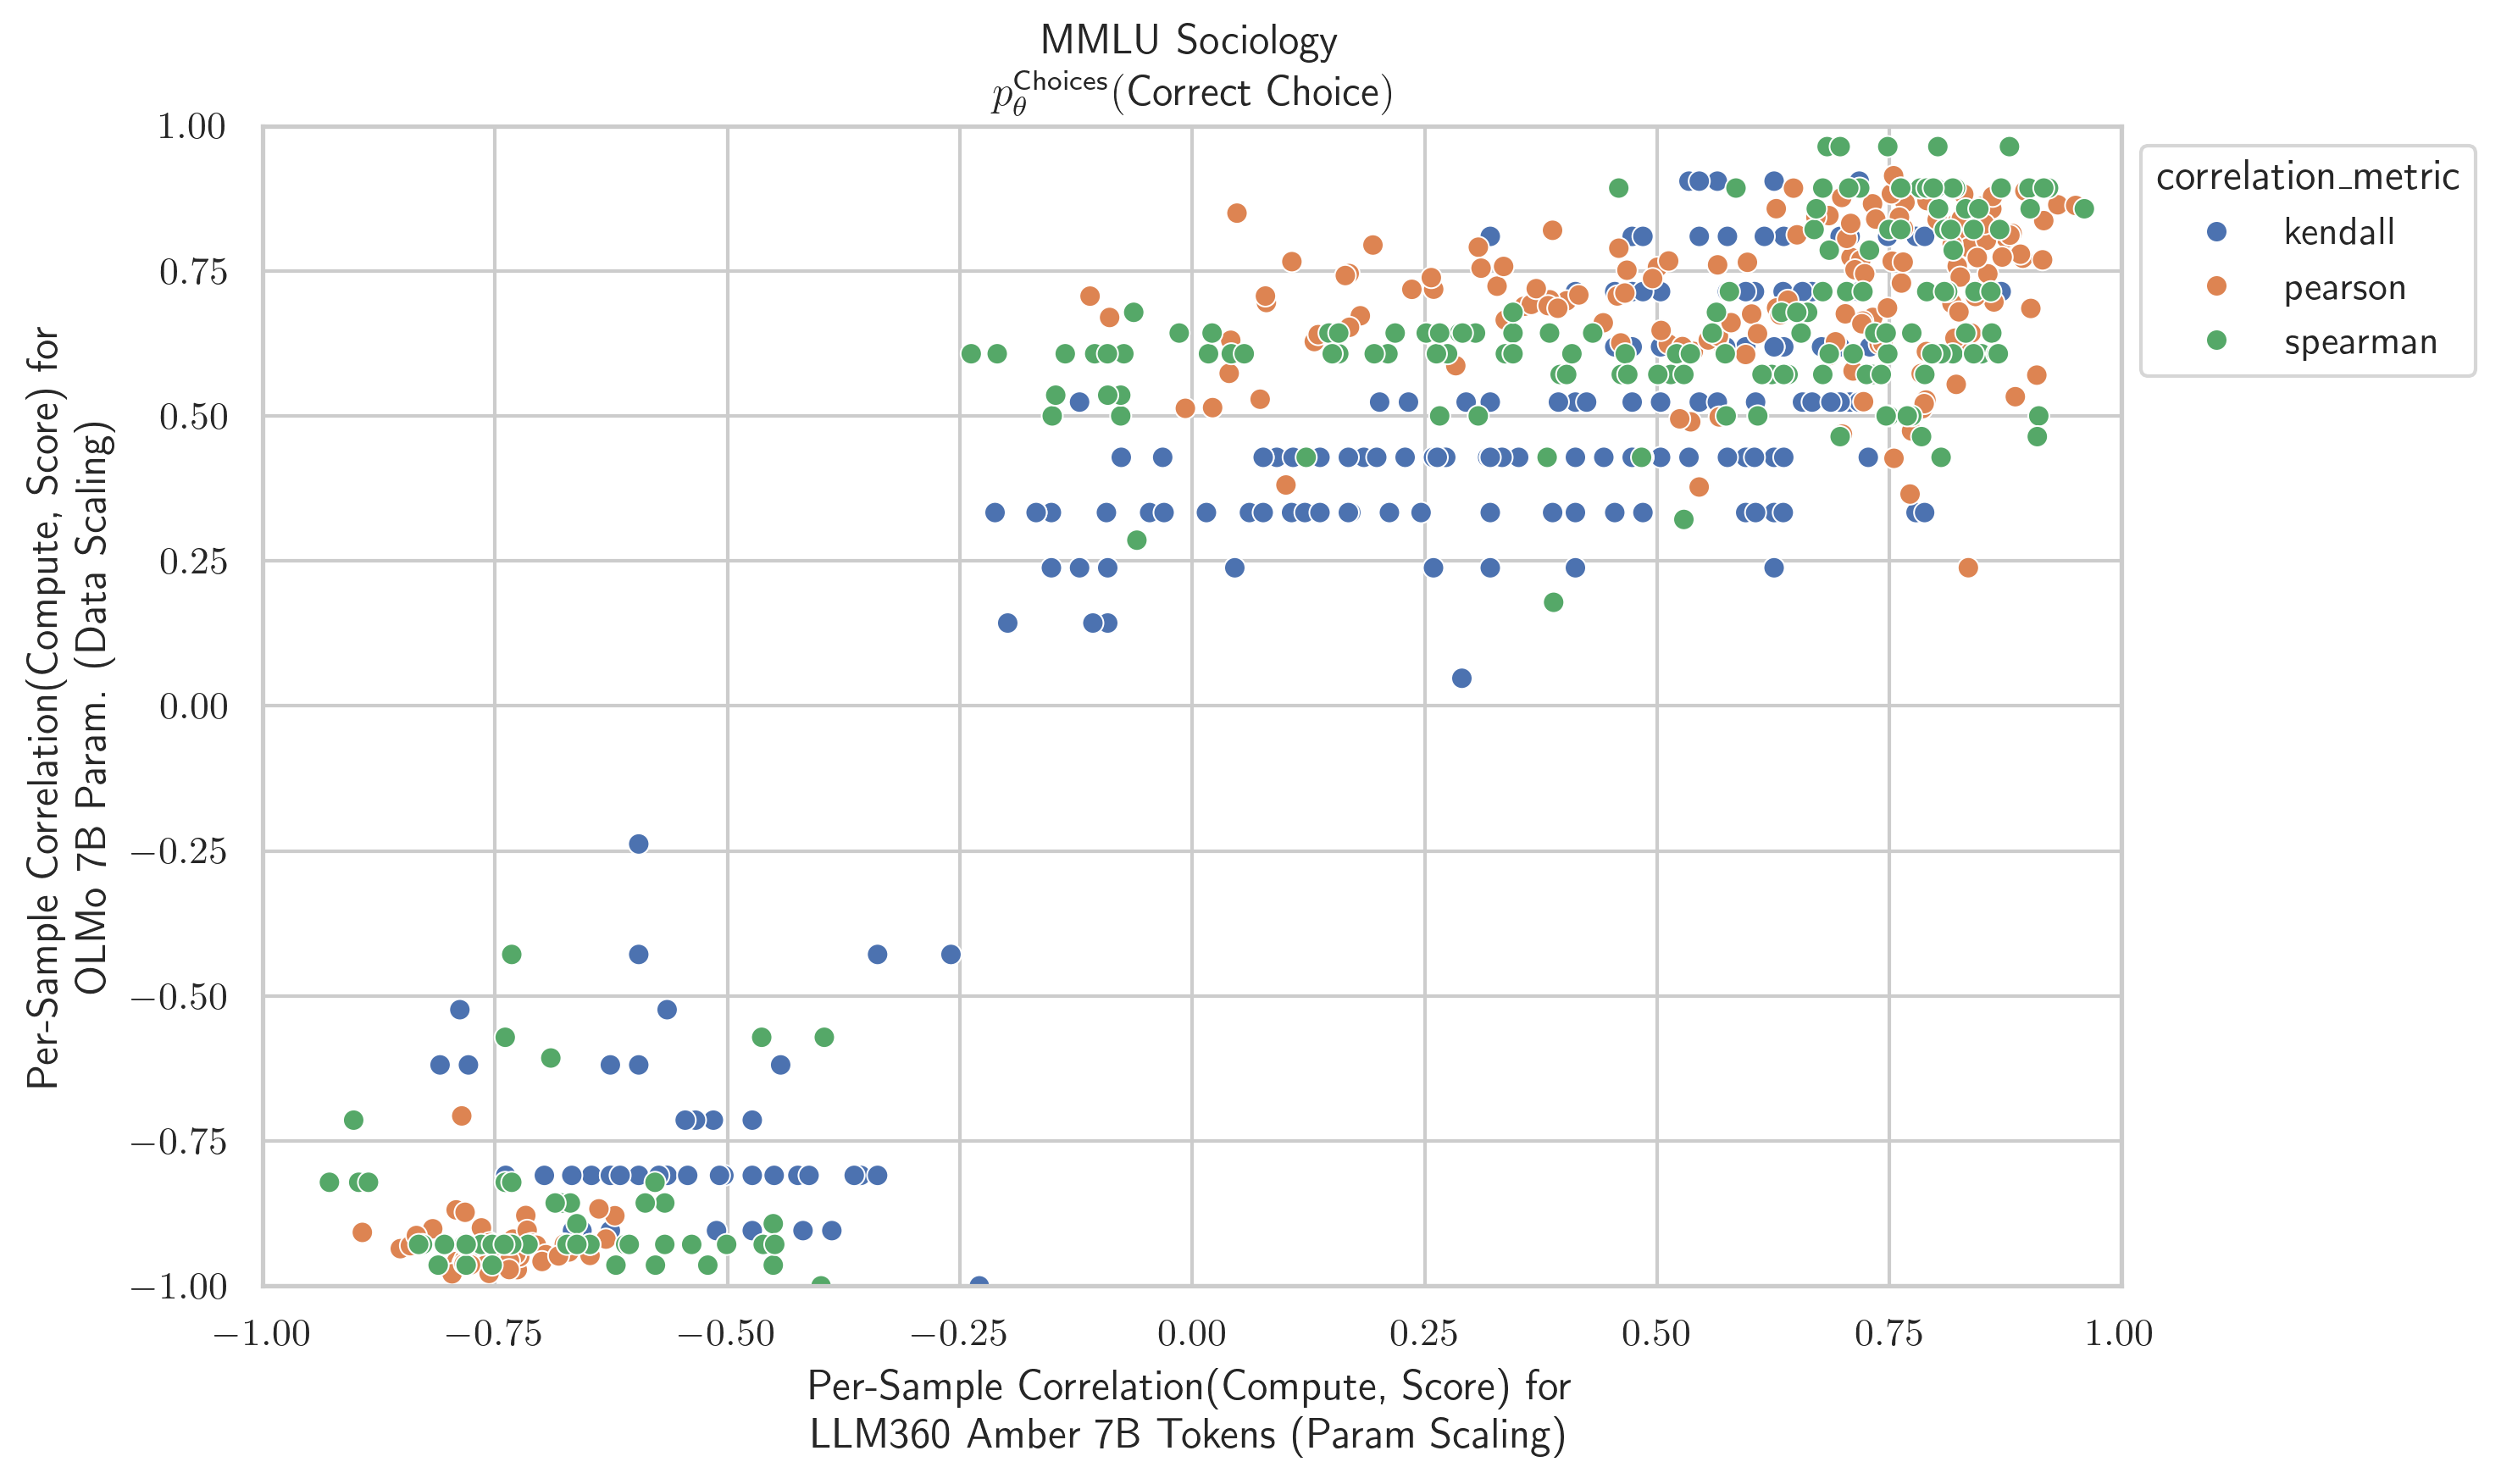 MMLU Sociology
p_θ^Choices(Correct Choice)
1.00
0.75
0.50
0.25
0.00
−0.25
−0.50
−0.75
−1.00
Per-Sample Correlation(Compute, Score) for
OLMo 7B Param. (Data Scaling)
correlation_metric
kendall
pearson
spearman
−1.00 −0.75 −0.50 −0.25 0.00 0.25 0.50 0.75 1.00
Per-Sample Correlation(Compute, Score) for
LLM360 Amber 7B Tokens (Param Scaling)